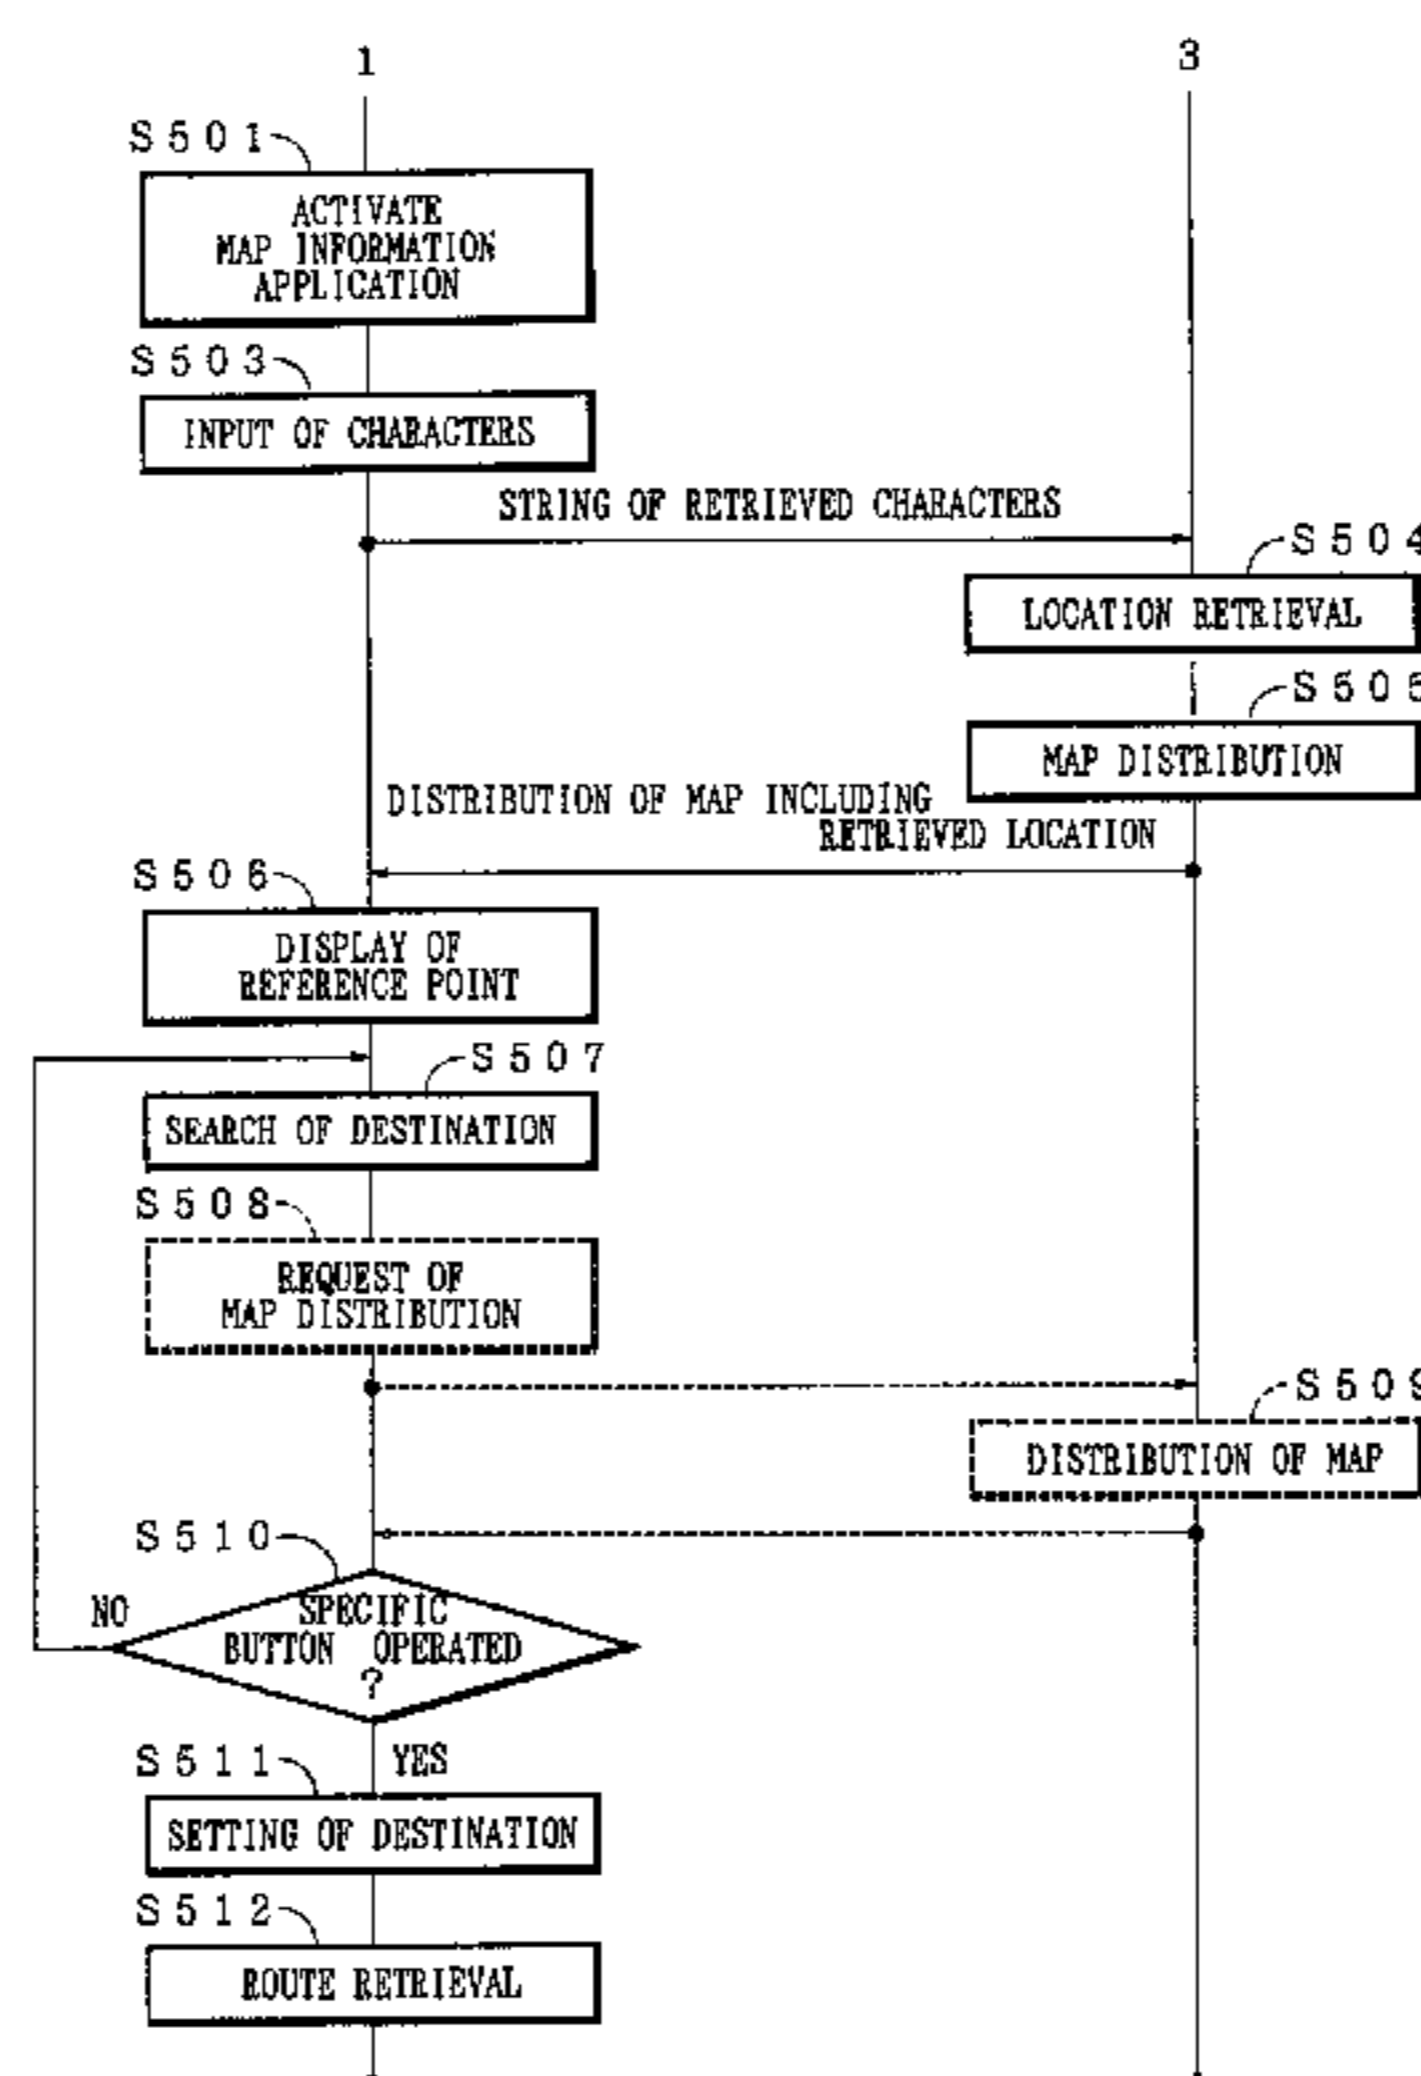 1
3
S501
ACTIVATE
MAP INFORMATION
APPLICATION
S503
INPUT OF CHARACTERS
STRING OF RETRIEVED CHARACTERS
S504
LOCATION RETRIEVAL
S505
MAP DISTRIBUTION
DISTRIBUTION OF MAP INCLUDING
RETRIEVED LOCATION
S506
DISPLAY OF
REFERENCE POINT
S507
SEARCH OF DESTINATION
S508
REQUEST OF
MAP DISTRIBUTION
S509
DISTRIBUTION OF MAP
S510
NO
SPECIFIC
BUTTON OPERATED
?
S511
YES
SETTING OF DESTINATION
S512
ROUTE RETRIEVAL